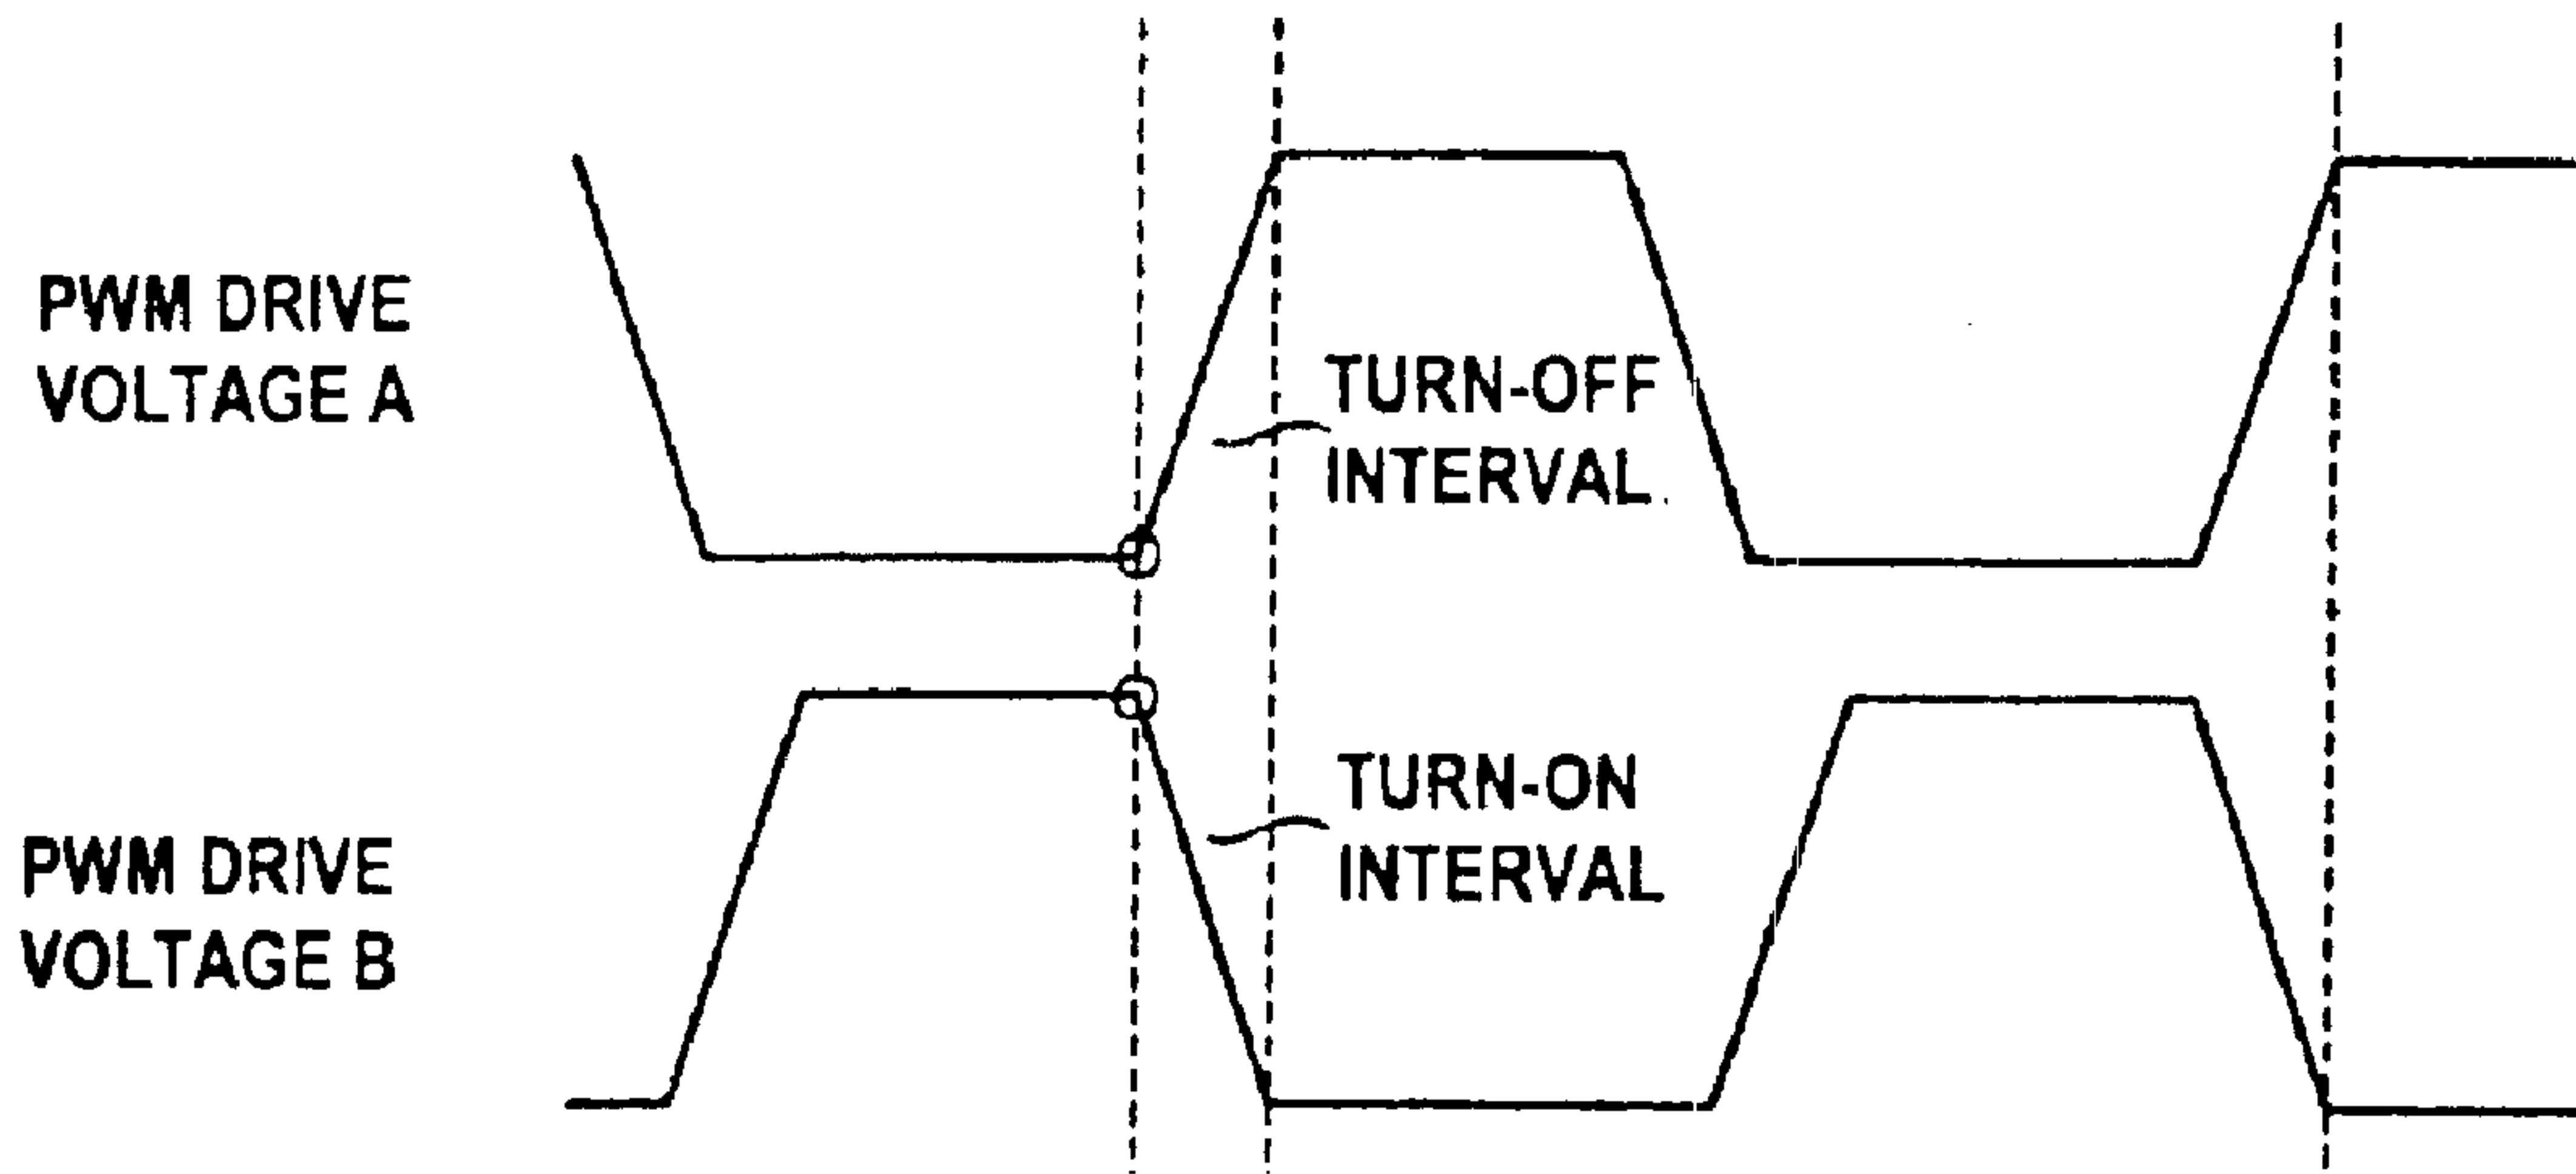 PWM DRIVE
VOLTAGE A
TURN-OFF
INTERVAL
PWM DRIVE
VOLTAGE B
TURN-ON
INTERVAL